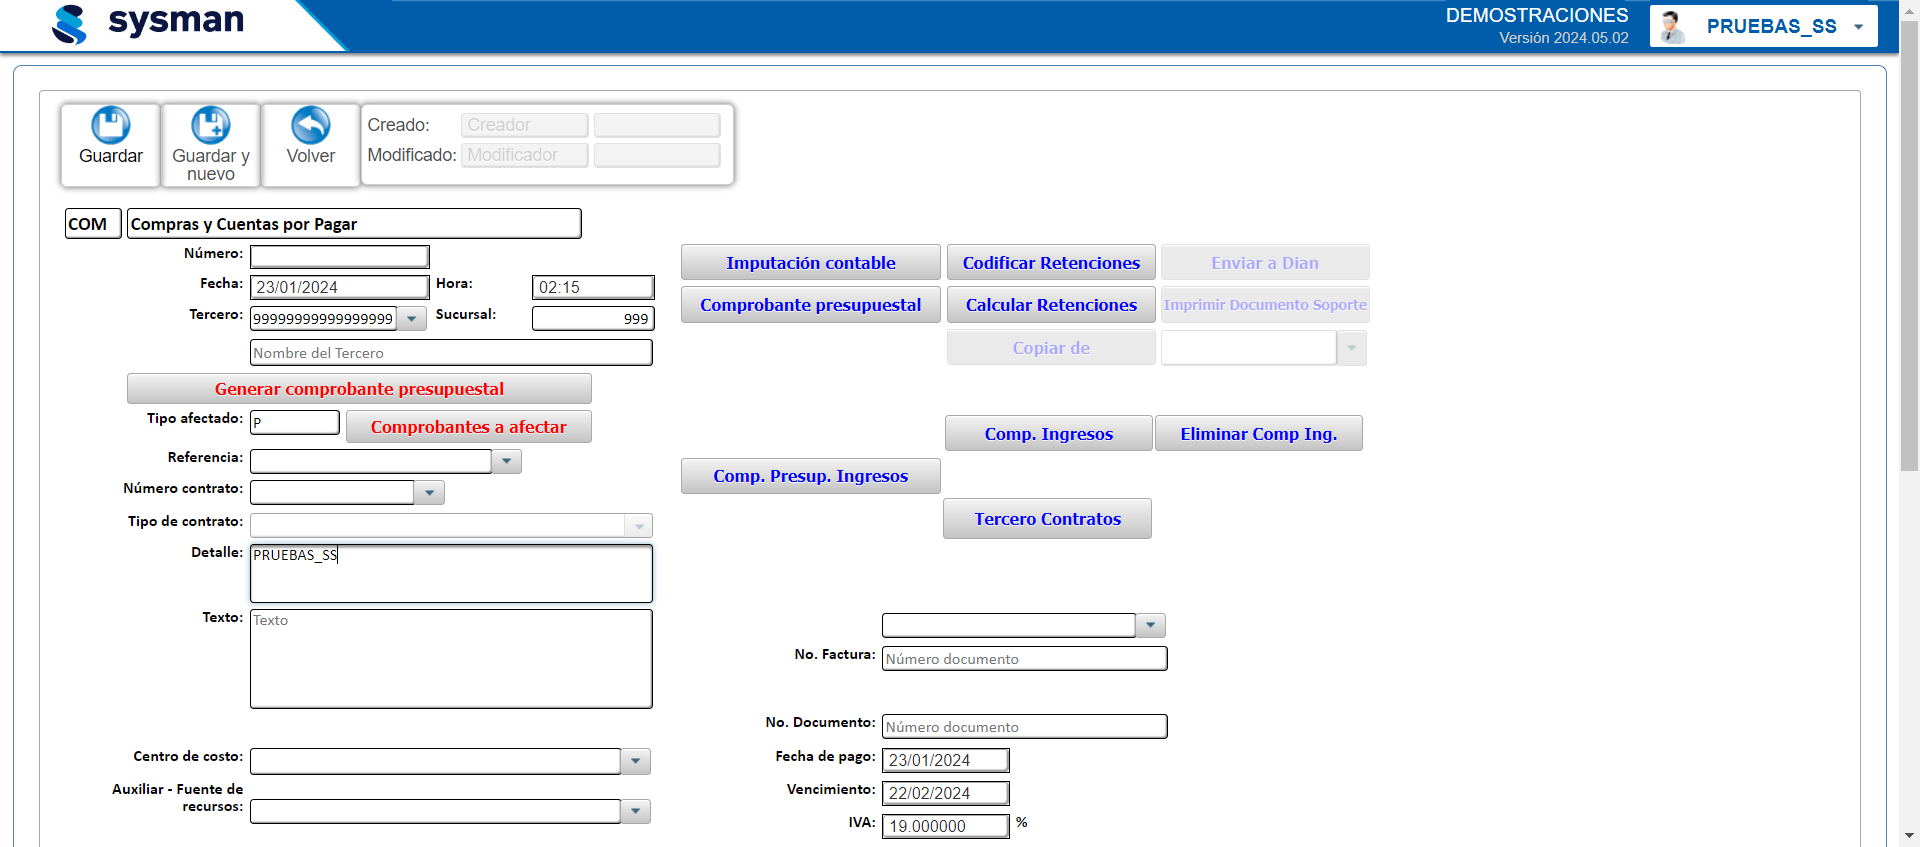 sysman
DEMOSTRACIONES
Versión 2024.05.02
PRUEBAS_SS
Guardar
Guardar y nuevo
Volver
Creado: Creador
Modificado: Modificador
COM Compras y Cuentas por Pagar
Número:
Fecha: 23/01/2024 Hora: 02:15
Tercero: 99999999999999999 Sucursal: 999
Nombre del Tercero
Imputación contable Codificar Retenciones Enviar a Dian
Comprobante presupuestal Calcular Retenciones Imprimir Documento Soporte
Copiar de
Generar comprobante presupuestal
Tipo afectado: P Comprobantes a afectar
Comp. Ingresos Eliminar Comp Ing.
Referencia:
Comp. Presup. Ingresos
Número contrato:
Tipo de contrato:
Tercero Contratos
Detalle: PRUEBAS_SS
Texto: Texto
No. Factura: Número documento
No. Documento: Número documento
Centro de costo:
Fecha de pago: 23/01/2024
Auxiliar - Fuente de
recursos:
Vencimiento: 22/02/2024
IVA: 19.000000 %